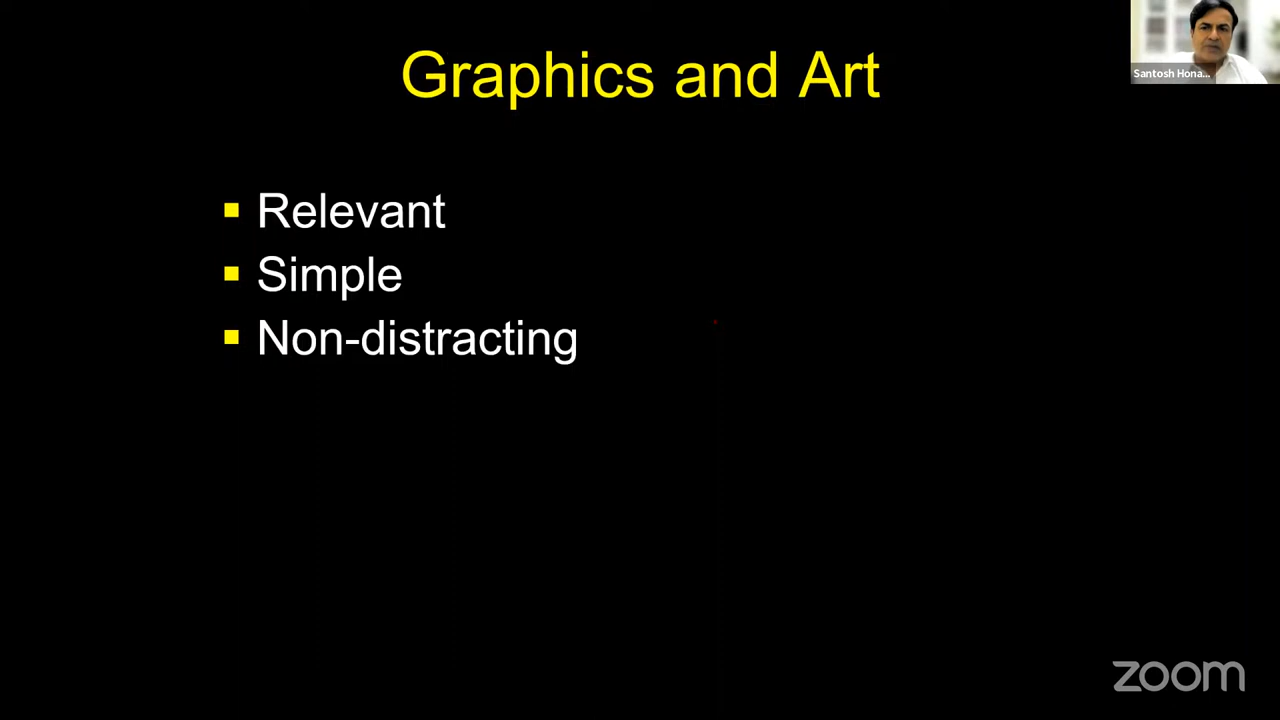 Graphics and Art
Santosh Hona...
Relevant
Simple
Non-distracting
zoom